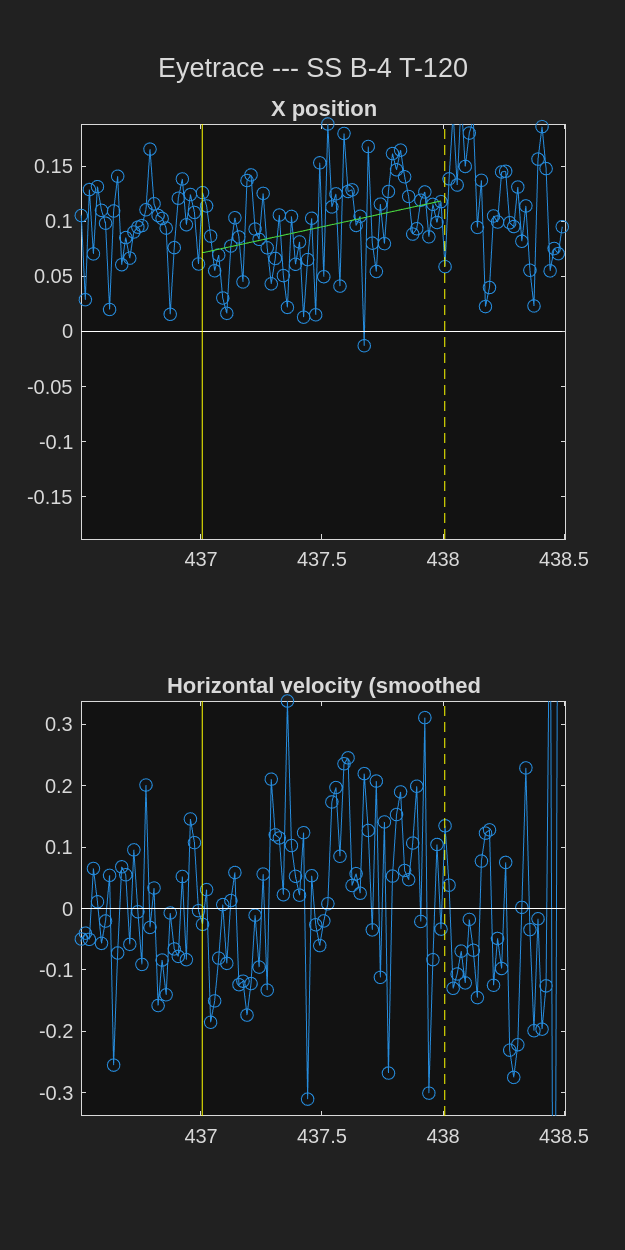 Eyetrace --- SS B-4 T-120
X position
0.15
0.1
0.05
0
-0.05
-0.1
-0.15
437 437.5 438 438.5
Horizontal velocity (smoothed
0.3
0.2
0.1
0
-0.1
-0.2
-0.3
437 437.5 438 438.5